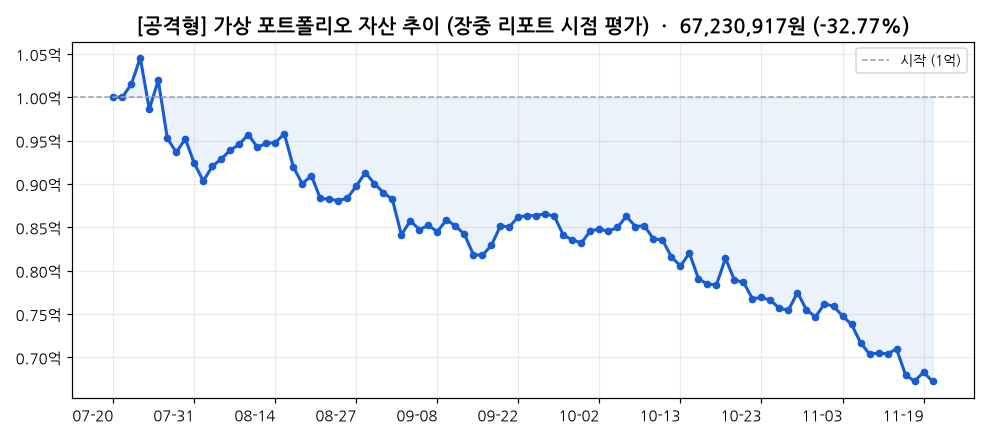 [공격형] 가상 포트폴리오 자산 추이 (장중 리포트 시점 평가) · 67,230,917원 (-32.77%)
시작 (1억)
1.05억
1.00억
0.95억
0.90억
0.85억
0.80억
0.75억
0.70억
07-20 07-31 08-14 08-27 09-08 09-22 10-02 10-13 10-23 11-03 11-19